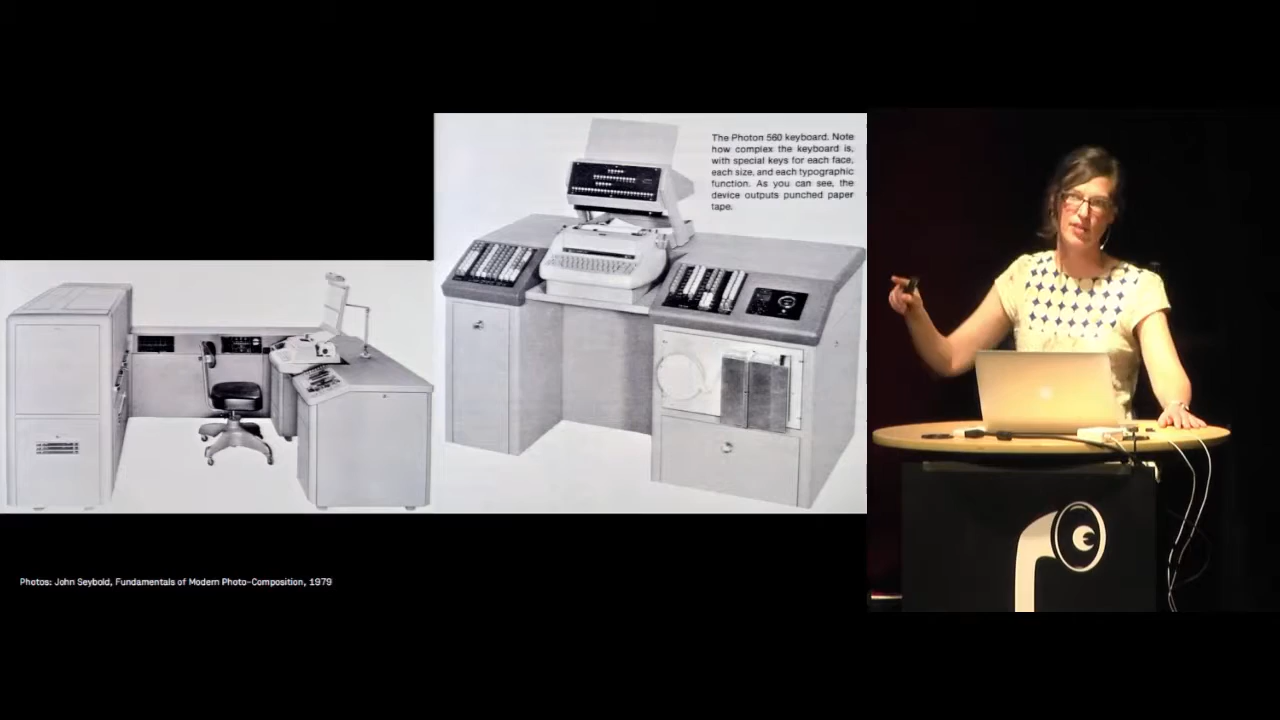 The Photon 560 keyboard. Note
how complex the keyboard is,
with special keys for each face,
each size, and each typographic
function. As you can see, the
device outputs punched paper
tape.
Photos: John Seybold, Fundamentals of Modern Photo-Composition, 1979